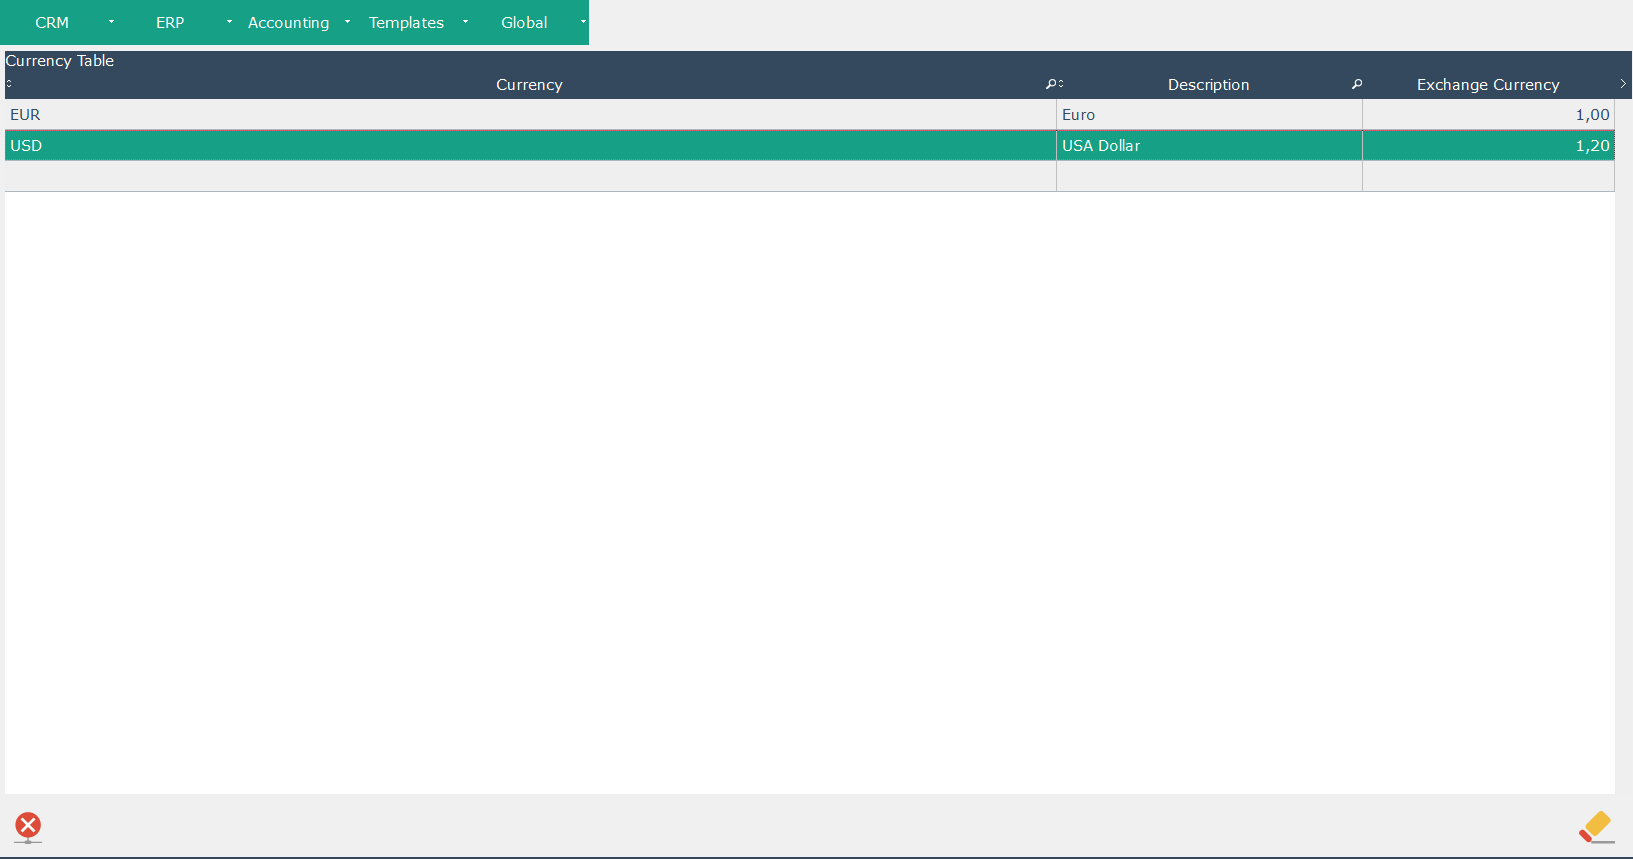 CRM ERP Accounting Templates Global
Currency Table
Currency Description Exchange Currency
EUR Euro 1,00
USD USA Dollar 1,20